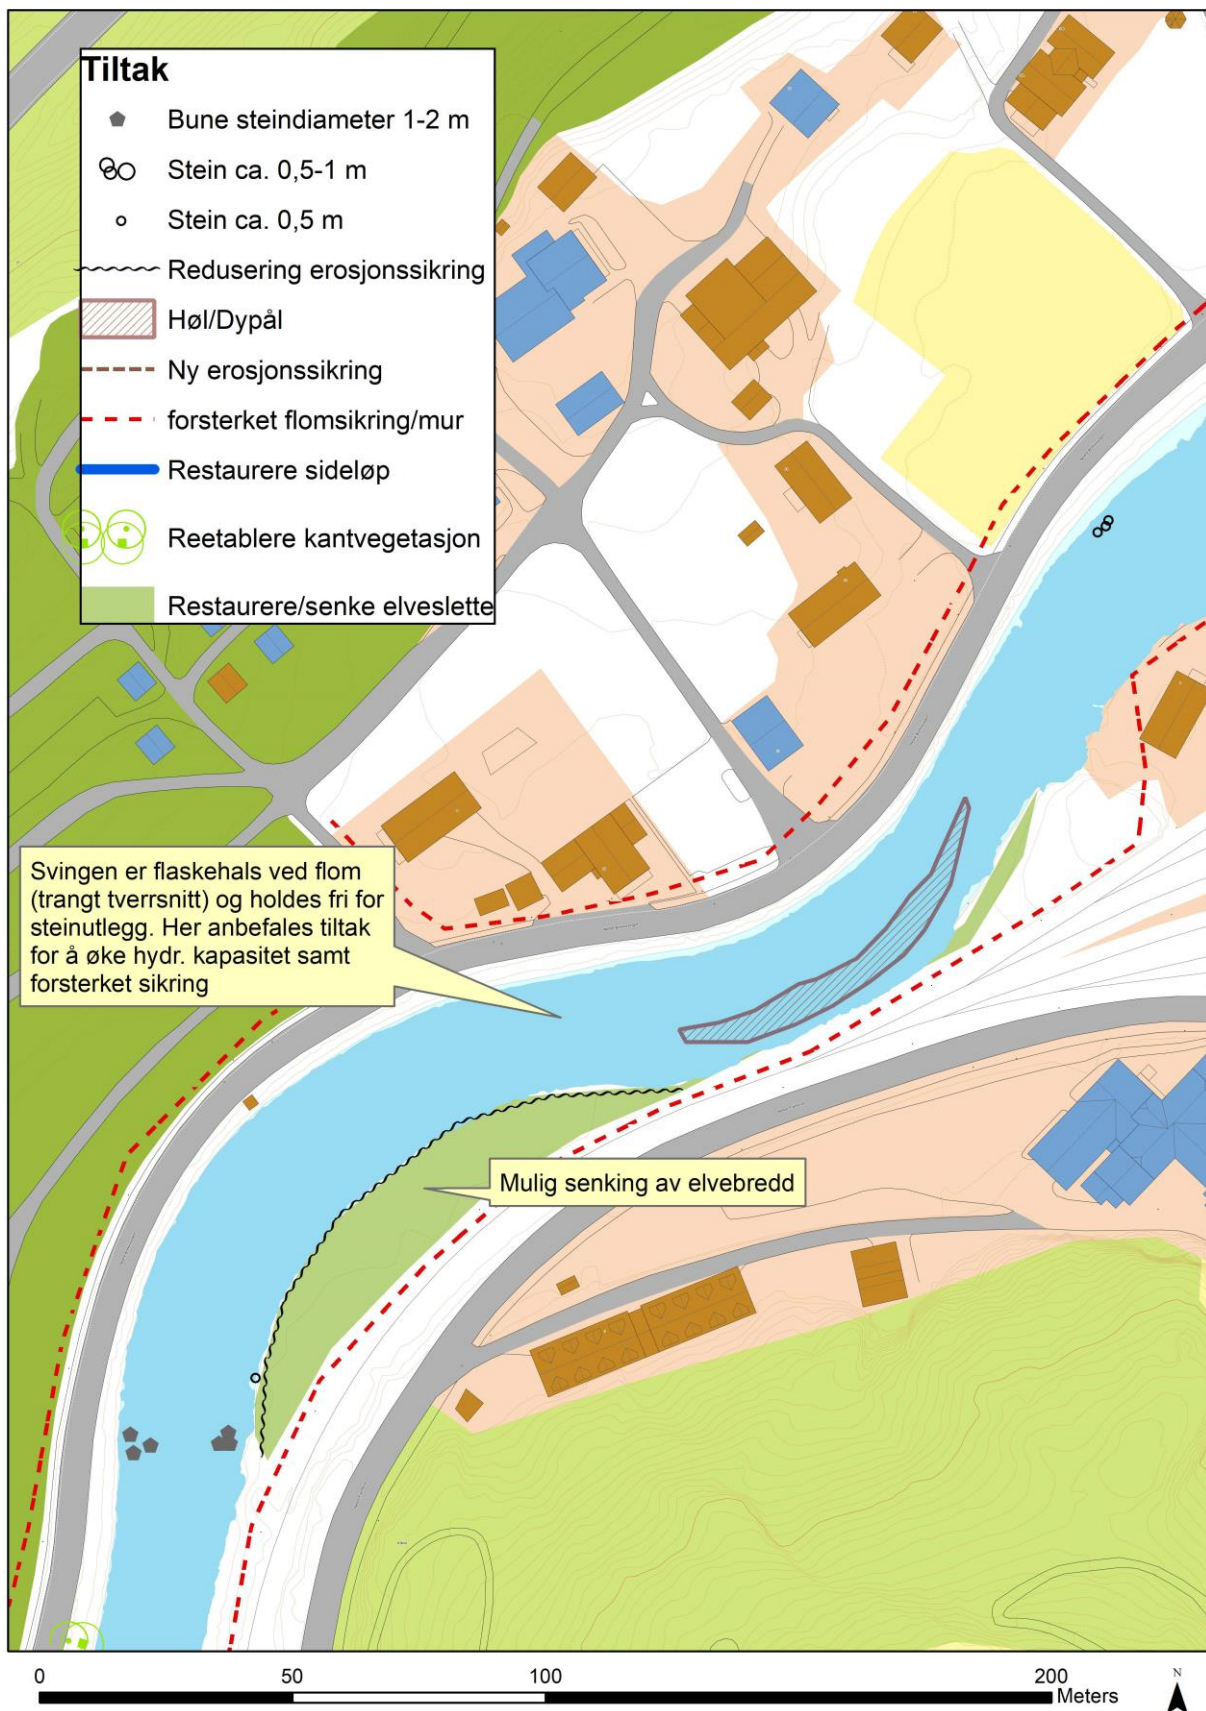 Tiltak
Bune steindiameter 1-2 m
Stein ca. 0,5-1 m
Stein ca. 0,5 m
Redusering erosjonssikring
Høl/Dypål
Ny erosjonssikring
forsterket flomsikring/mur
Restaurere sideløp
Reetablere kantvegetasjon
Restaurere/senke elveslette
Svingen er flaskehals ved flom
(trangt tverrsnitt) og holdes fri for
steinutlegg. Her anbefales tiltak
for å øke hydr. kapasitet samt
forsterket sikring
Mulig senking av elvebredd
0 50 100 200
Meters
N